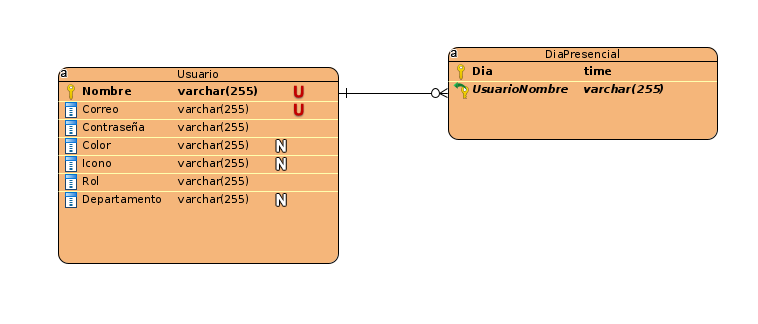 a
Usuario
Nombre varchar(255) U
Correo varchar(255) U
Contraseña varchar(255)
Color varchar(255) N
Icono varchar(255) N
Rol varchar(255)
Departamento varchar(255) N
a
DiaPresencial
Dia time
UsuarioNombre varchar(255)